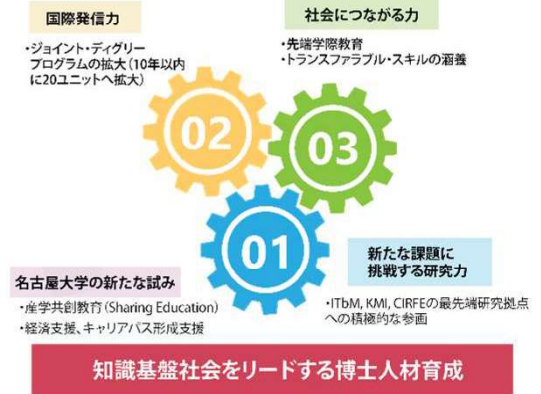 国際発信力
・ジョイント・ディグリー
プログラムの拡大(10年以内
に20ユニットへ拡大)
社会につながる力
・先端学際教育
・トランスファラブル・スキルの涵養
02
03
01
新たな課題に
挑戦する研究力
・ITbM, KMI, CIRFEの最先端研究拠点
への積極的な参画
名古屋大学の新たな試み
・産学共創教育(Sharing Education)
・経済支援、キャリアパス形成支援
知識基盤社会をリードする博士人材育成